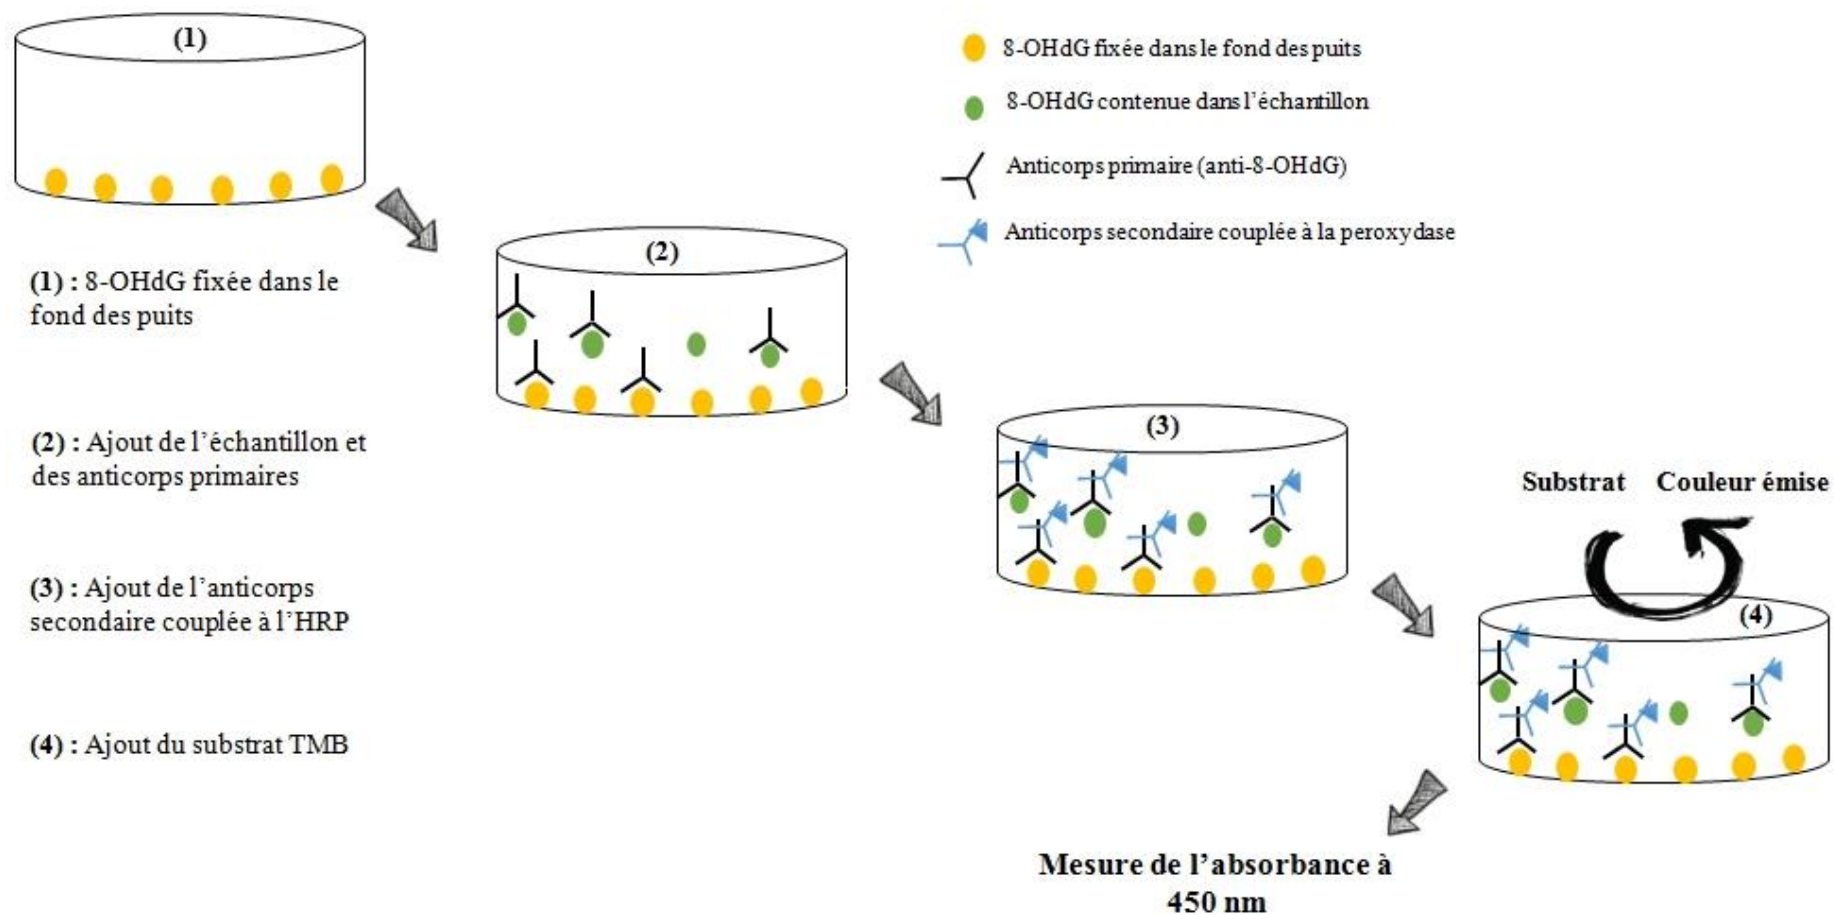 (1)
8-OHdG fixée dans le fond des puits
8-OHdG contenue dans l'échantillon
Anticorps primaire (anti-8-OHdG)
Anticorps secondaire couplée à la peroxydase
(1) : 8-OHdG fixée dans le
fond des puits
(2)
(2) : Ajout de l'échantillon et
des anticorps primaires
(3)
(3) : Ajout de l'anticorps
secondaire couplée à l'HRP
Substrat Couleur émise
(4)
(4) : Ajout du substrat TMB
Mesure de l'absorbance à
450 nm